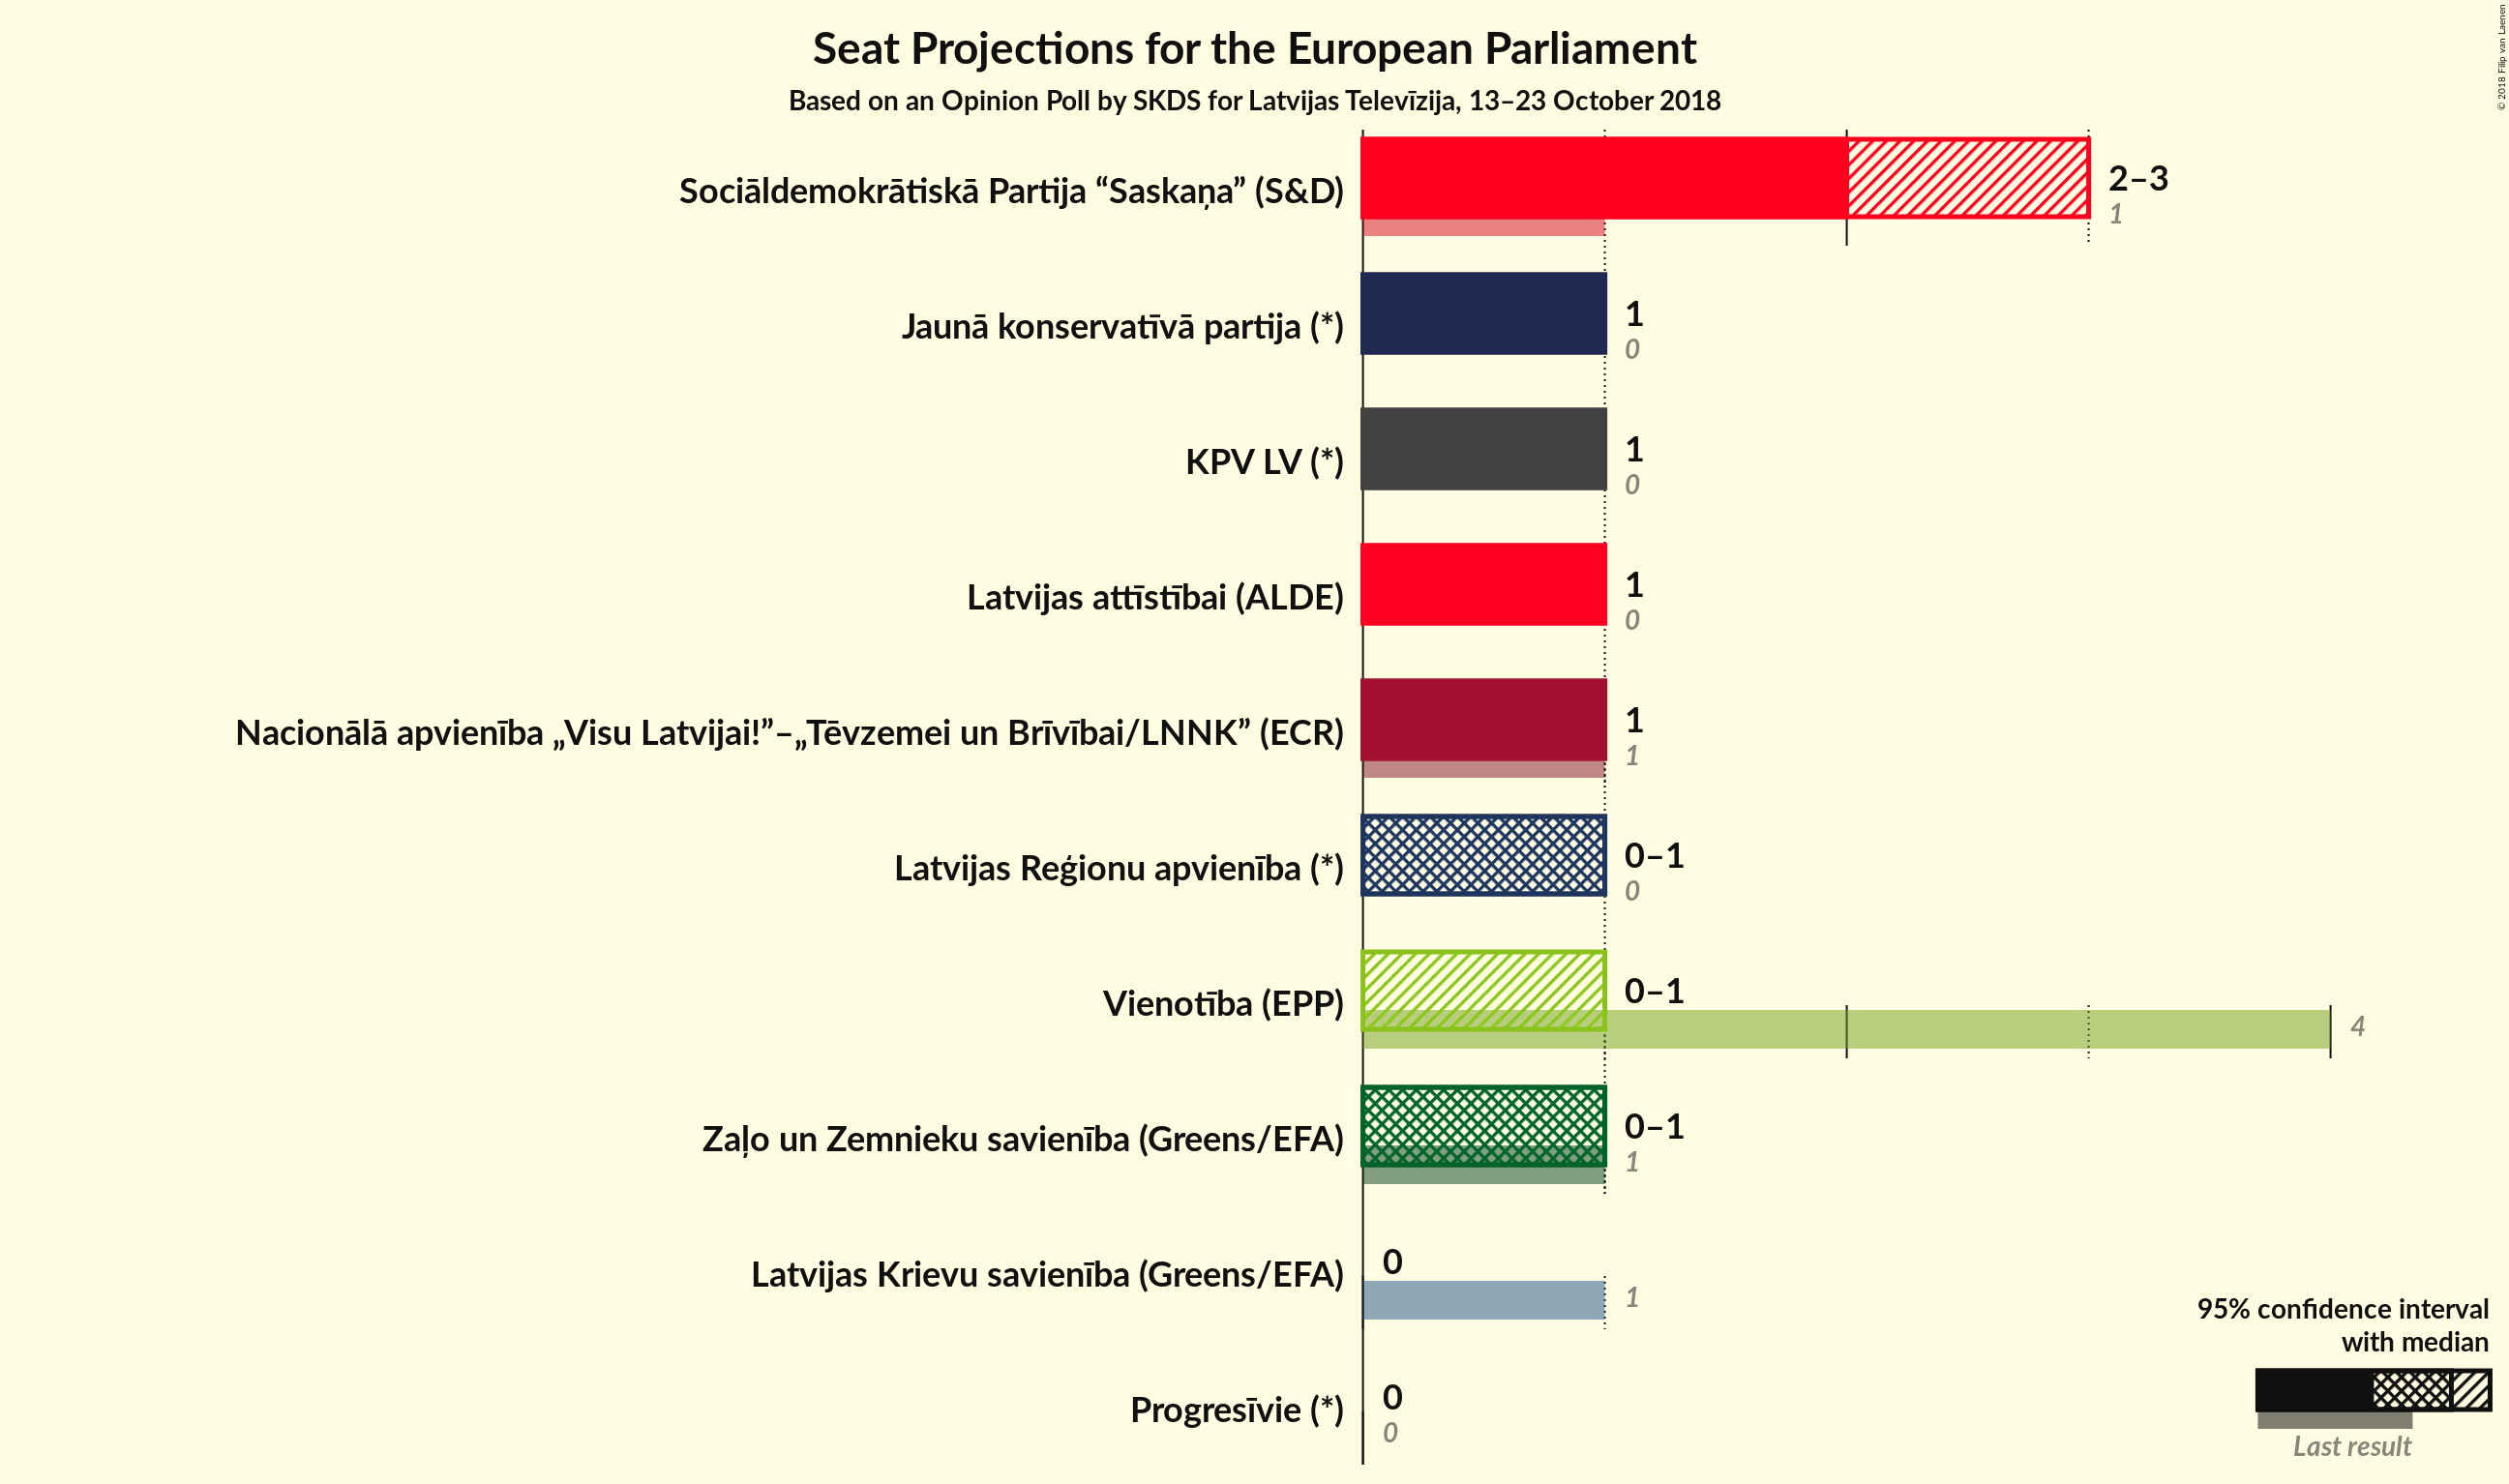 Seat Projections for the European Parliament
Based on an Opinion Poll by SKDS for Latvijas Televīzija, 13–23 October 2018
© 2018 Filip van Laenen
Sociāldemokrātiskā Partija “Saskaņa” (S&D)
2–3
1
Jaunā konservatīvā partija (*)
1
0
KPV LV (*)
1
0
Latvijas attīstībai (ALDE)
1
0
Nacionālā apvienība „Visu Latvijai!”–„Tēvzemei un Brīvībai/LNNK” (ECR)
1
1
Latvijas Reģionu apvienība (*)
0–1
0
Vienotība (EPP)
0–1
4
Zaļo un Zemnieku savienība (Greens/EFA)
0–1
1
Latvijas Krievu savienība (Greens/EFA)
0
1
Progresīvie (*)
0
0
95% confidence interval
with median
Last result